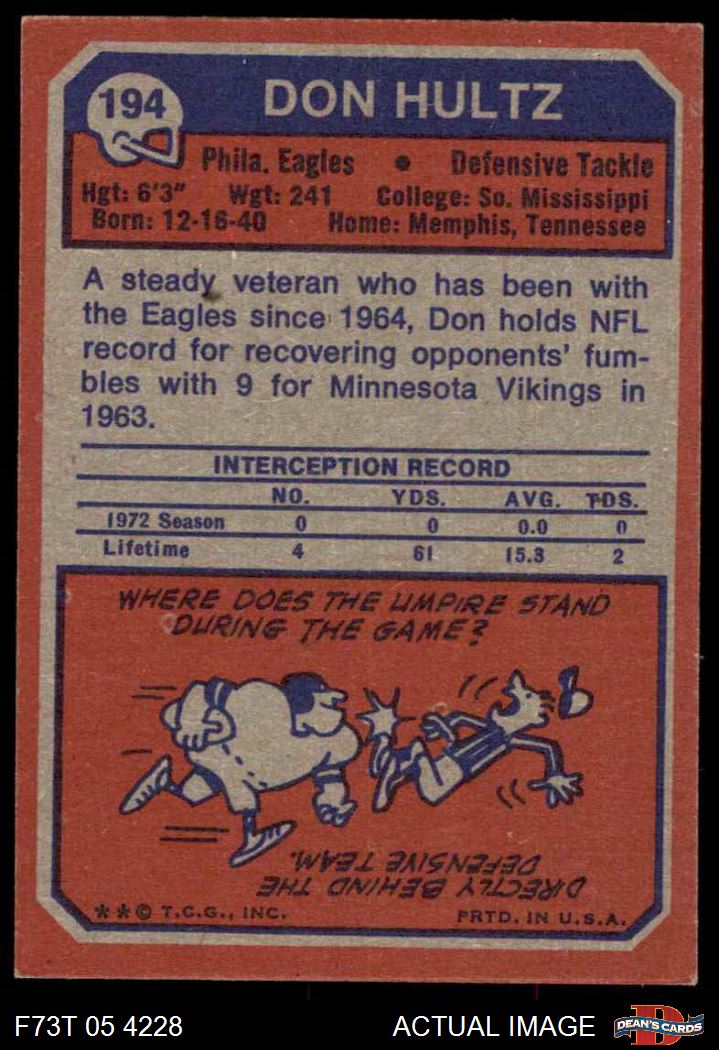 194
DON HULTZ
Phila. Eagles • Defensive Tackle
Hgt: 6'3" Wgt: 241 College: So. Mississippi
Born: 12-16-40 Home: Memphis, Tennessee
A steady veteran who has been with
the Eagles since 1964, Don holds NFL
record for recovering opponents' fum-
bles with 9 for Minnesota Vikings in
1963.
INTERCEPTION RECORD
NO. YDS. AVG. TDS.
1972 Season 0 0 0.0 0
Lifetime 4 61 15.3 2
WHERE DOES THE UMPIRE STAND
DURING THE GAME?
DIRECTLY BEHIND THE
DEFENSIVE TEAM.
**© T.C.G., INC. PRTD. IN U.S.A.
F73T 05 4228 ACTUAL IMAGE DEAN'S CARDS